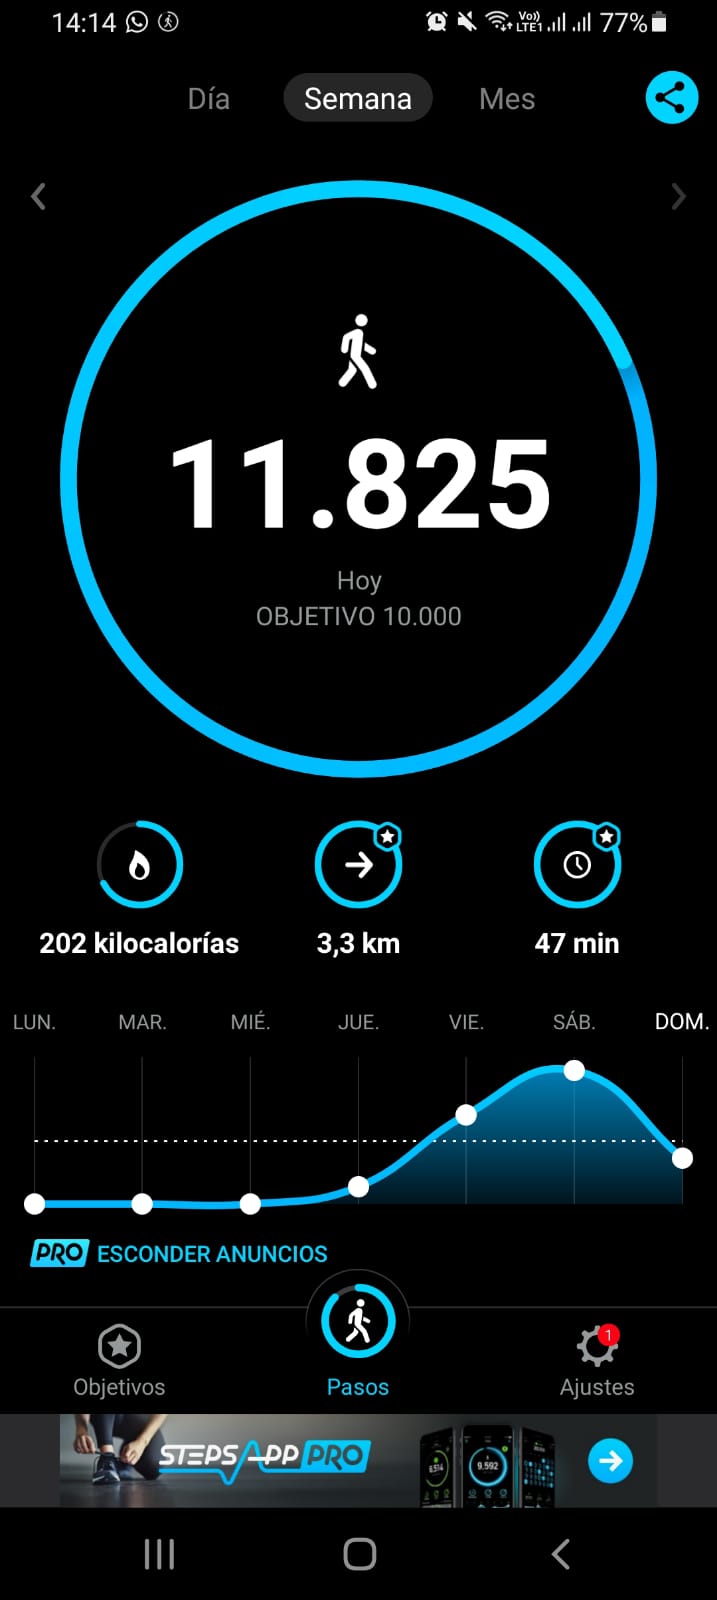 14:14 Vo)) LTE1 77%
Día Semana Mes
11.825
Hoy
OBJETIVO 10.000
202 kilocalorías 3,3 km 47 min
LUN. MAR. MIÉ. JUE. VIE. SÁB. DOM.
PRO ESCONDER ANUNCIOS
1
Objetivos Pasos Ajustes
STEPSAPP PRO
6,514 9,592